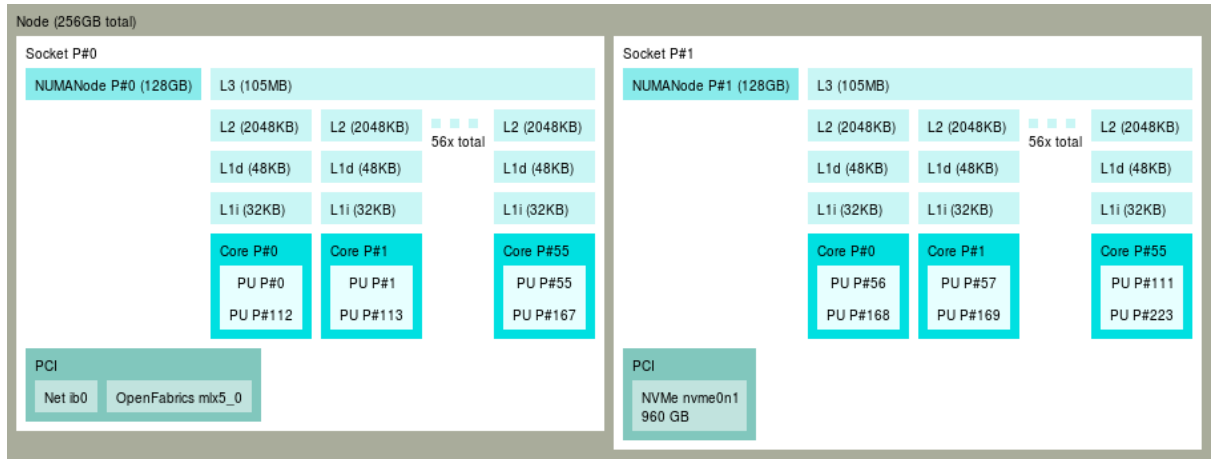 Node (256GB total)
Socket P#0
NUMANode P#0 (128GB)
L3 (105MB)
L2 (2048KB)
L2 (2048KB)
56x total
L2 (2048KB)
L1d (48KB)
L1d (48KB)
L1d (48KB)
L1i (32KB)
L1i (32KB)
L1i (32KB)
Core P#0
PU P#0
PU P#112
Core P#1
PU P#1
PU P#113
Core P#55
PU P#55
PU P#167
PCI
Net ib0
OpenFabrics mlx5_0
Socket P#1
NUMANode P#1 (128GB)
L3 (105MB)
L2 (2048KB)
L2 (2048KB)
56x total
L2 (2048KB)
L1d (48KB)
L1d (48KB)
L1d (48KB)
L1i (32KB)
L1i (32KB)
L1i (32KB)
Core P#0
PU P#56
PU P#168
Core P#1
PU P#57
PU P#169
Core P#55
PU P#111
PU P#223
PCI
NVMe nvme0n1
960 GB